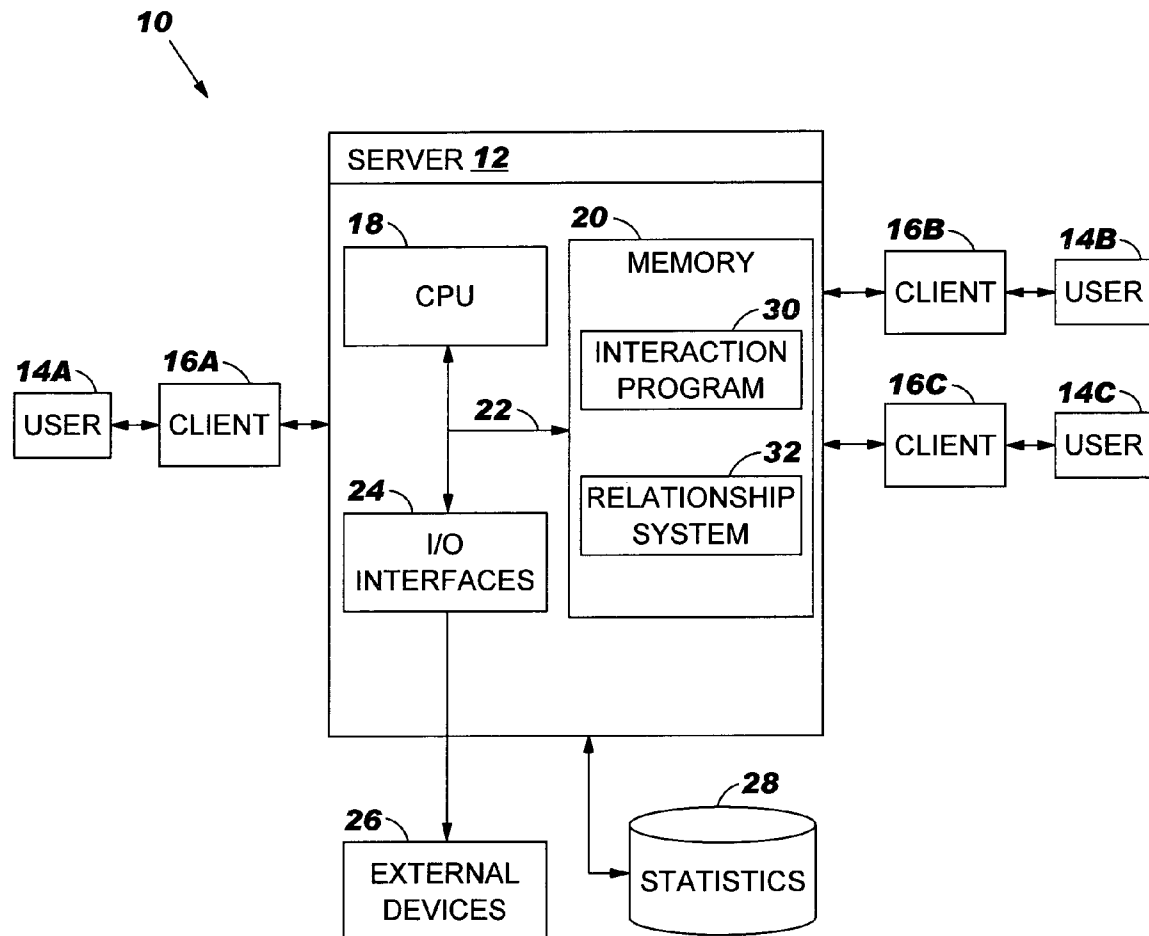 10
SERVER 12
18
CPU
20
MEMORY
30
INTERACTION
PROGRAM
22
32
RELATIONSHIP
SYSTEM
24
I/O
INTERFACES
14A
USER
16A
CLIENT
16B
CLIENT
14B
USER
16C
CLIENT
14C
USER
26
EXTERNAL
DEVICES
28
STATISTICS